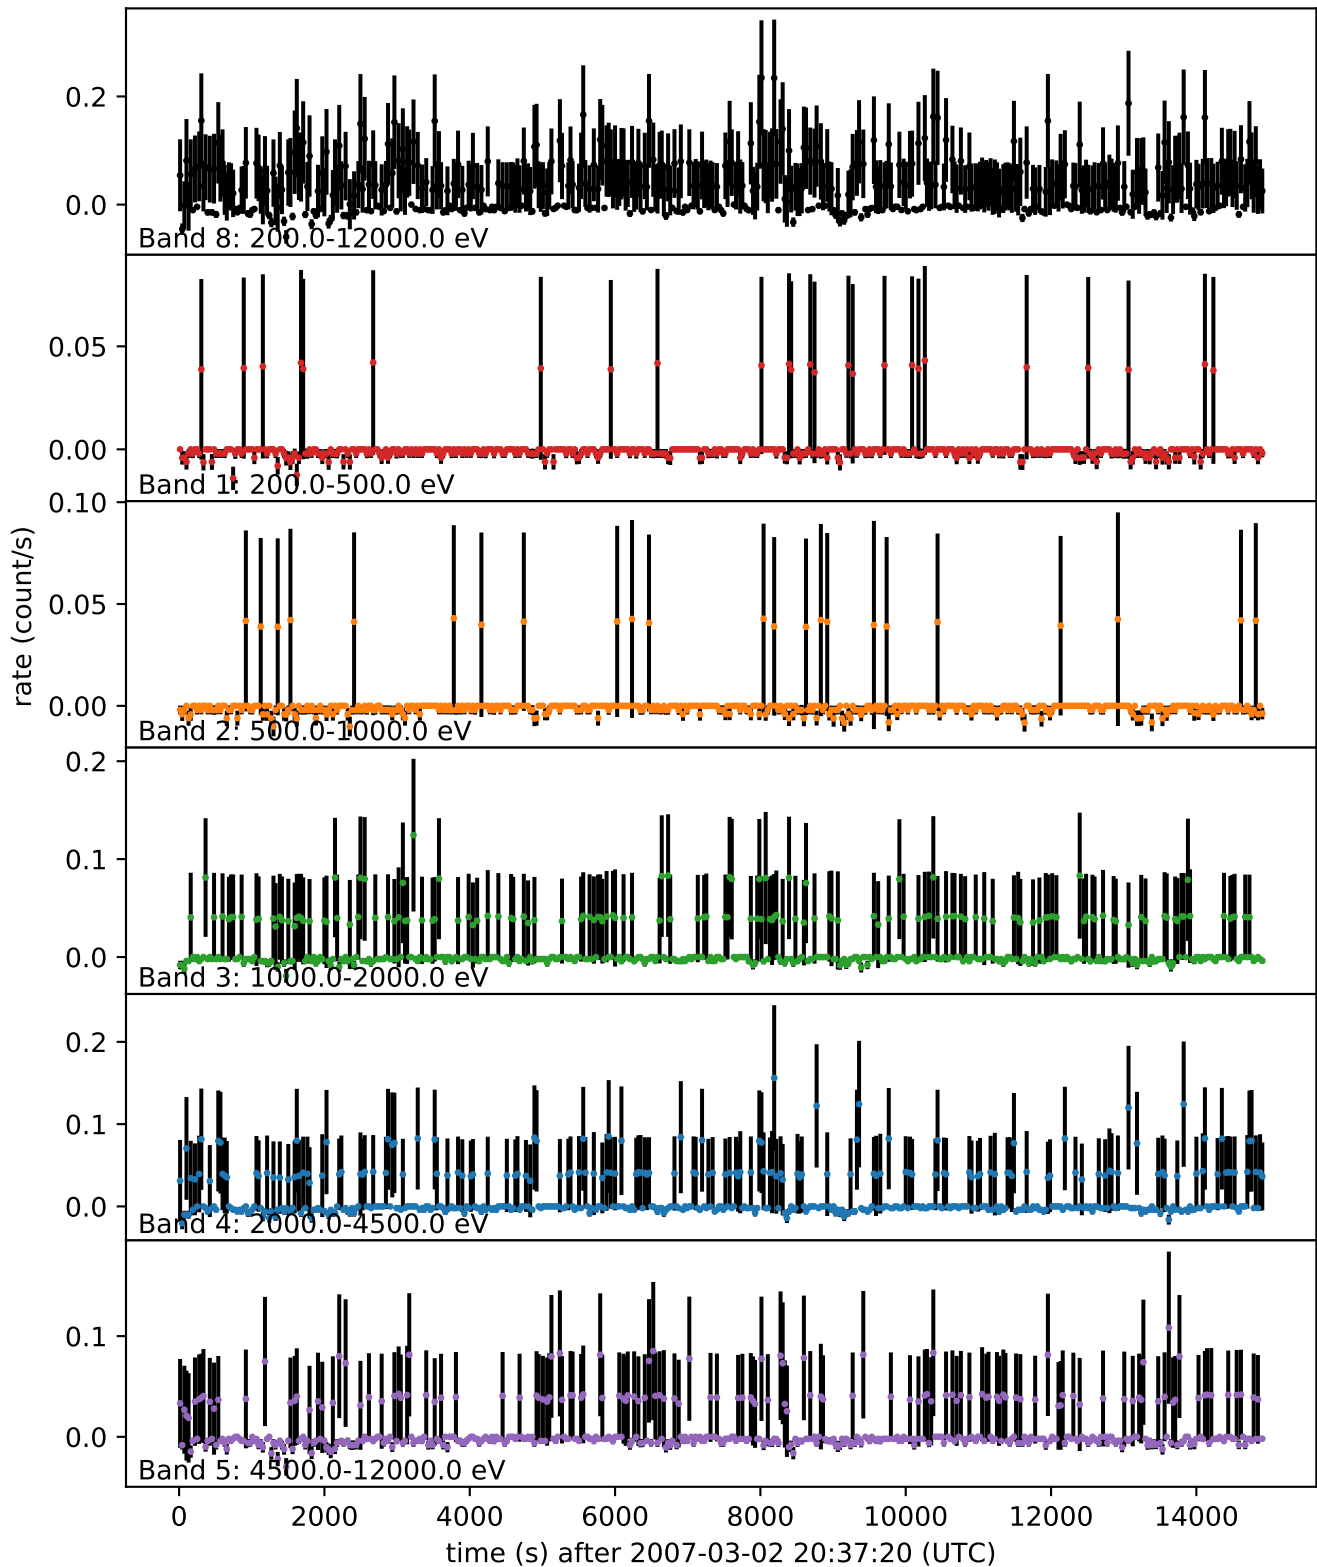 0.2
0.0
Band 8: 200.0-12000.0 eV
0.05
0.00
Band 1: 200.0-500.0 eV
0.10
0.05
0.00
Band 2: 500.0-1000.0 eV
rate (count/s)
0.2
0.1
0.0
Band 3: 1000.0-2000.0 eV
0.2
0.1
0.0
Band 4: 2000.0-4500.0 eV
0.1
0.0
Band 5: 4500.0-12000.0 eV
0 2000 4000 6000 8000 10000 12000 14000
time (s) after 2007-03-02 20:37:20 (UTC)